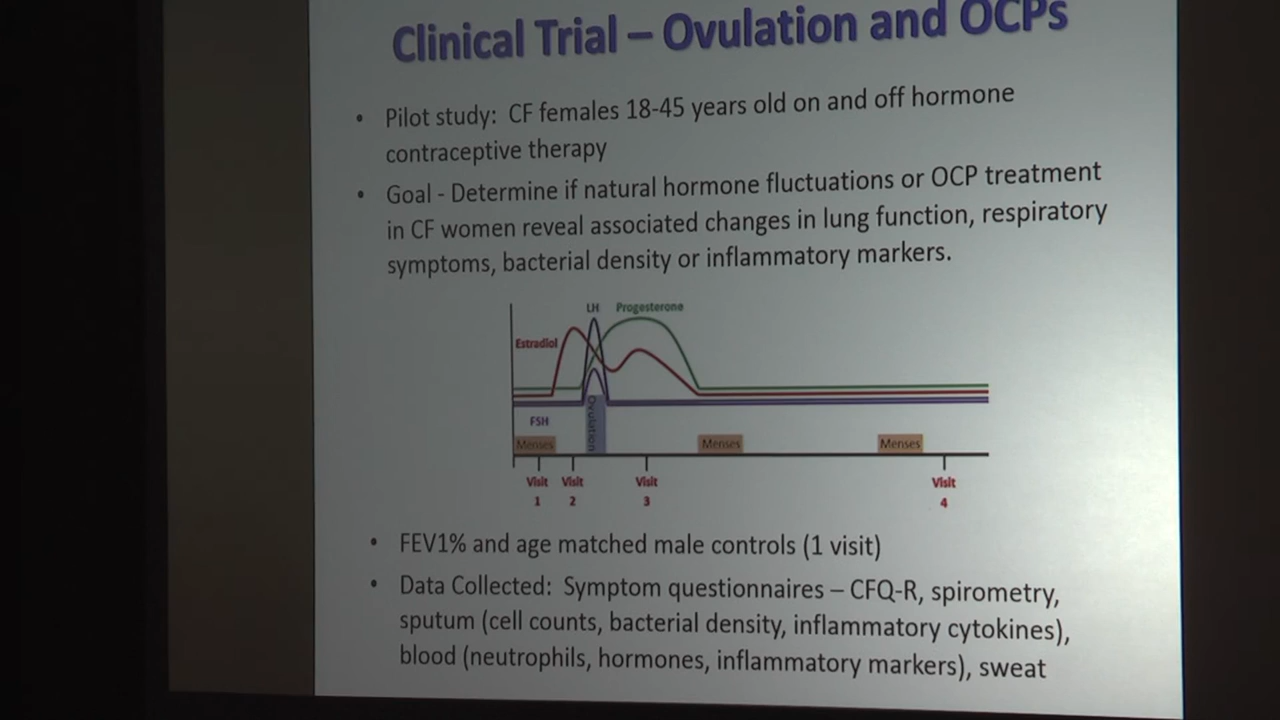 Clinical Trial – Ovulation and OCPs
• Pilot study: CF females 18-45 years old on and off hormone
contraceptive therapy
• Goal - Determine if natural hormone fluctuations or OCP treatment
in CF women reveal associated changes in lung function, respiratory
symptoms, bacterial density or inflammatory markers.
LH Progesterone
Estradiol
FSH
Ovulation
Menses Menses Menses
Visit Visit Visit Visit
1 2 3 4
• FEV1% and age matched male controls (1 visit)
• Data Collected: Symptom questionnaires – CFQ-R, spirometry,
sputum (cell counts, bacterial density, inflammatory cytokines),
blood (neutrophils, hormones, inflammatory markers), sweat